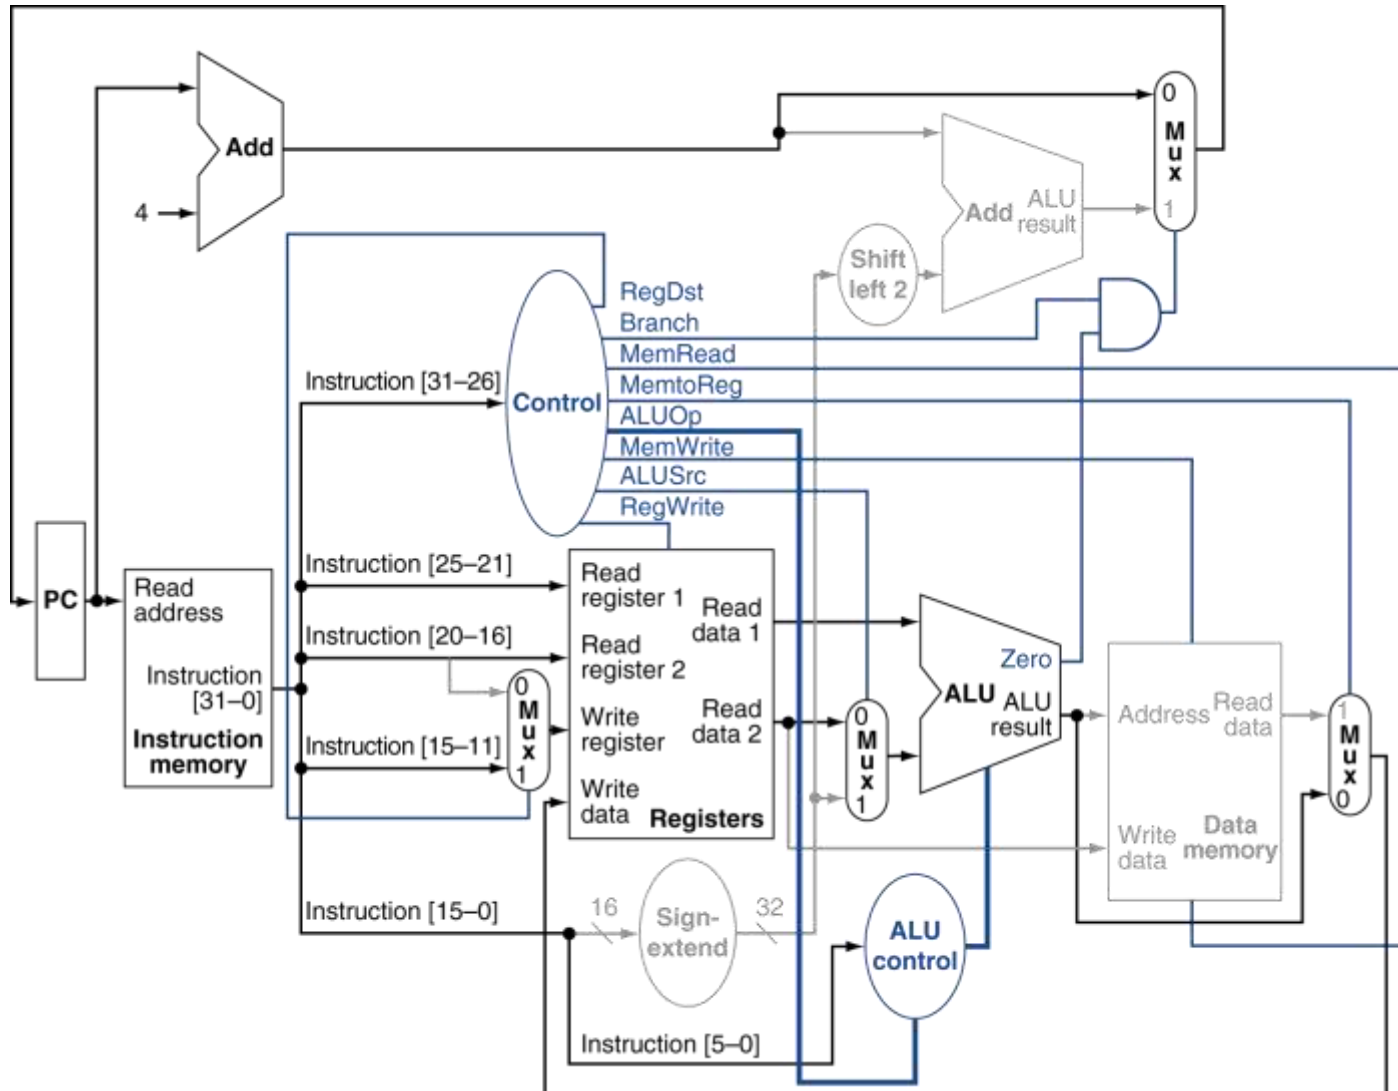 0
M
u
x
1
Add
4
Add
ALU
result
Shift
left 2
RegDst
Branch
MemRead
MemtoReg
ALUOp
MemWrite
ALUSrc
RegWrite
Control
Instruction [31–26]
Instruction [25–21]
Instruction [20–16]
Instruction [15–11]
Instruction [15–0]
Instruction [5–0]
PC
Read
address
Instruction
[31–0]
Instruction
memory
0
M
u
x
1
Read
register 1
Read
register 2
Write
register
Write
data
Read
data 1
Read
data 2
Registers
16
Sign-
extend
32
0
M
u
x
1
Zero
ALU
ALU
result
ALU
control
Address
Read
data
Write
data
Data
memory
1
M
u
x
0